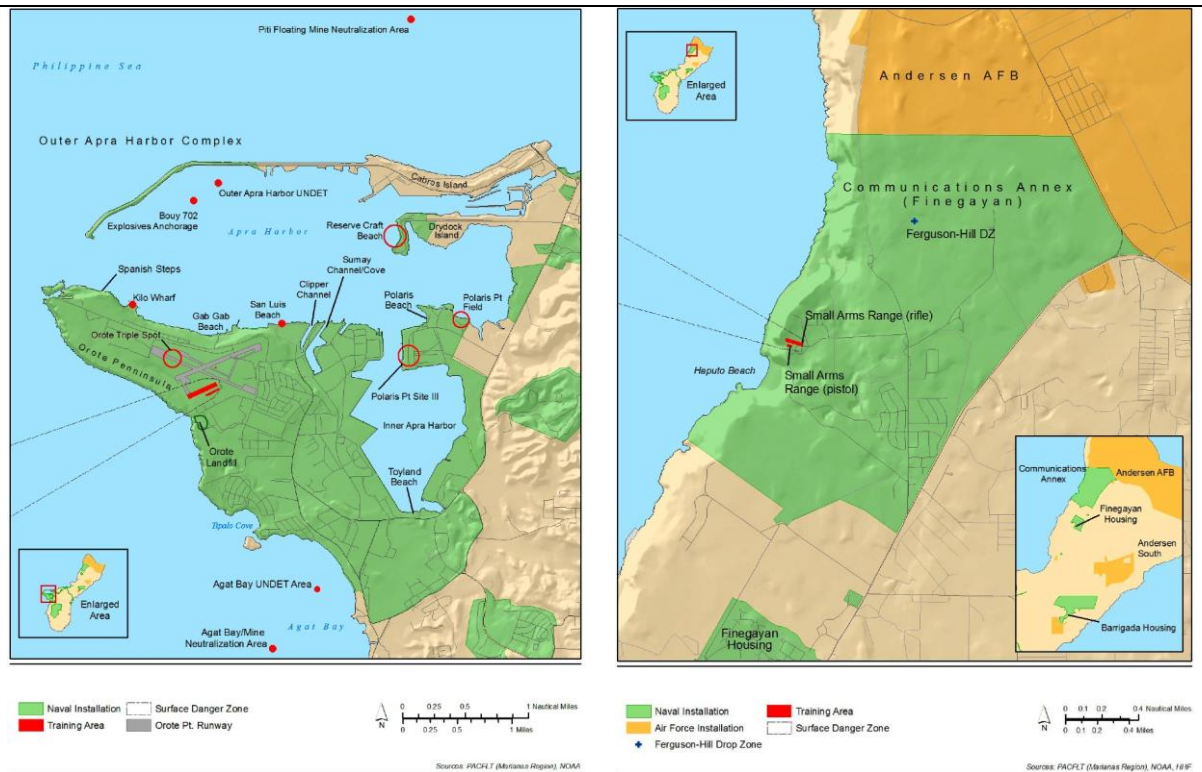 Piti Floating Mine Neutralization Area
Philippine Sea
Outer Apra Harbor Complex
Cabras Island
Outer Apra Harbor UNDET
Bouy 702
Explosives Anchorage
Apra Harbor
Reserve Craft
Beach
Drydock
Island
Sumay
Channel/Cove
Clipper
Channel
Spanish Steps
Kilo Wharf
Gab Gab
Beach
San Luis
Beach
Polaris
Beach
Polaris Pt
Field
Orote Triple Spot
Orote Penninsula
Polaris Pt Site III
Inner Apra Harbor
Orote
Landfill
Toyland
Beach
Tipalo Cove
Agat Bay UNDET Area
Agat Bay
Agat Bay/Mine
Neutralization Area
Enlarged
Area
Naval Installation
Surface Danger Zone
Training Area
Orote Pt. Runway
N
0 0.25 0.5 1 Nautical Miles
0 0.25 0.5 1 Miles
Sources: PACFLT (Marianas Region), NOAA
Enlarged
Area
Andersen AFB
Communications Annex
(Finegayan)
Ferguson-Hill DZ
Small Arms Range (rifle)
Haputo Beach
Small Arms
Range (pistol)
Finegayan
Housing
Communications
Annex
Andersen AFB
Finegayan
Housing
Andersen
South
Barrigada Housing
Naval Installation
Training Area
Air Force Installation
Surface Danger Zone
Ferguson-Hill Drop Zone
N
0 0.1 0.2 0.4 Nautical Miles
0 0.1 0.2 0.4 Miles
Sources: PACFLT (Marianas Region), NOAA, HHF